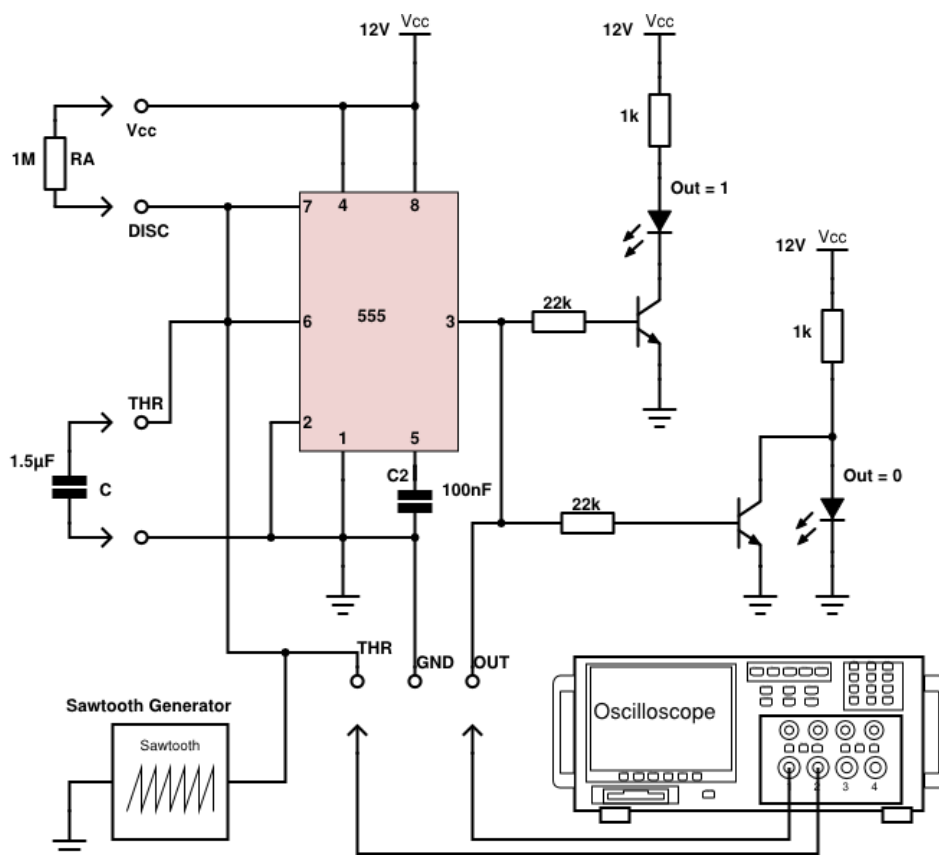 12V Vcc
Vcc
1k
Vcc
1M RA
Out = 1
7 4 8
DISC
12V Vcc
22k
555
6 3
1k
THR
2
1 5
1.5µF
C2
Out = 0
C
100nF
22k
THR
GND OUT
Sawtooth Generator
Oscilloscope
Sawtooth
1 2 3 4